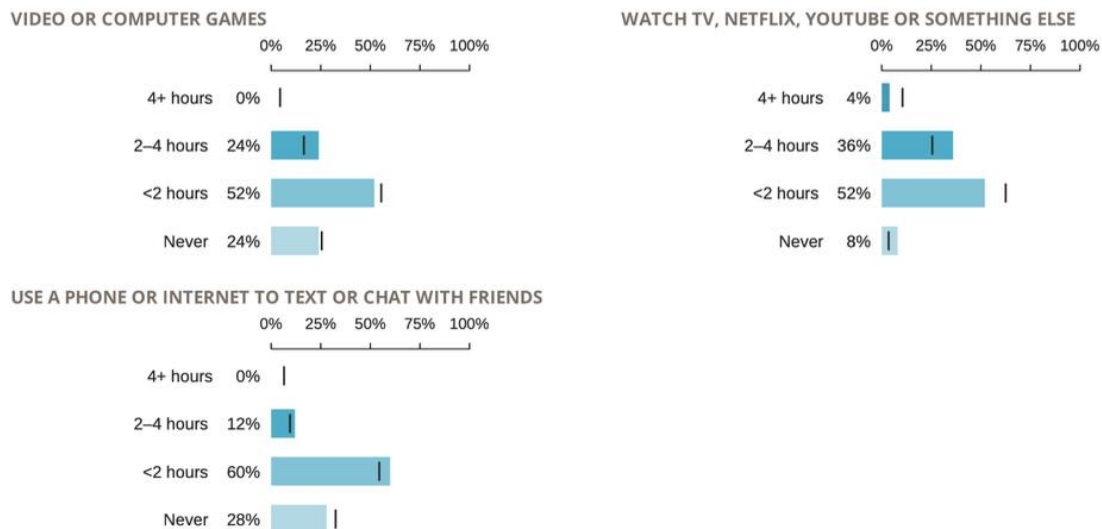 VIDEO OR COMPUTER GAMES
0% 25% 50% 75% 100%
4+ hours 0%
2–4 hours 24%
<2 hours 52%
Never 24%
WATCH TV, NETFLIX, YOUTUBE OR SOMETHING ELSE
0% 25% 50% 75% 100%
4+ hours 4%
2–4 hours 36%
<2 hours 52%
Never 8%
USE A PHONE OR INTERNET TO TEXT OR CHAT WITH FRIENDS
0% 25% 50% 75% 100%
4+ hours 0%
2–4 hours 12%
<2 hours 60%
Never 28%